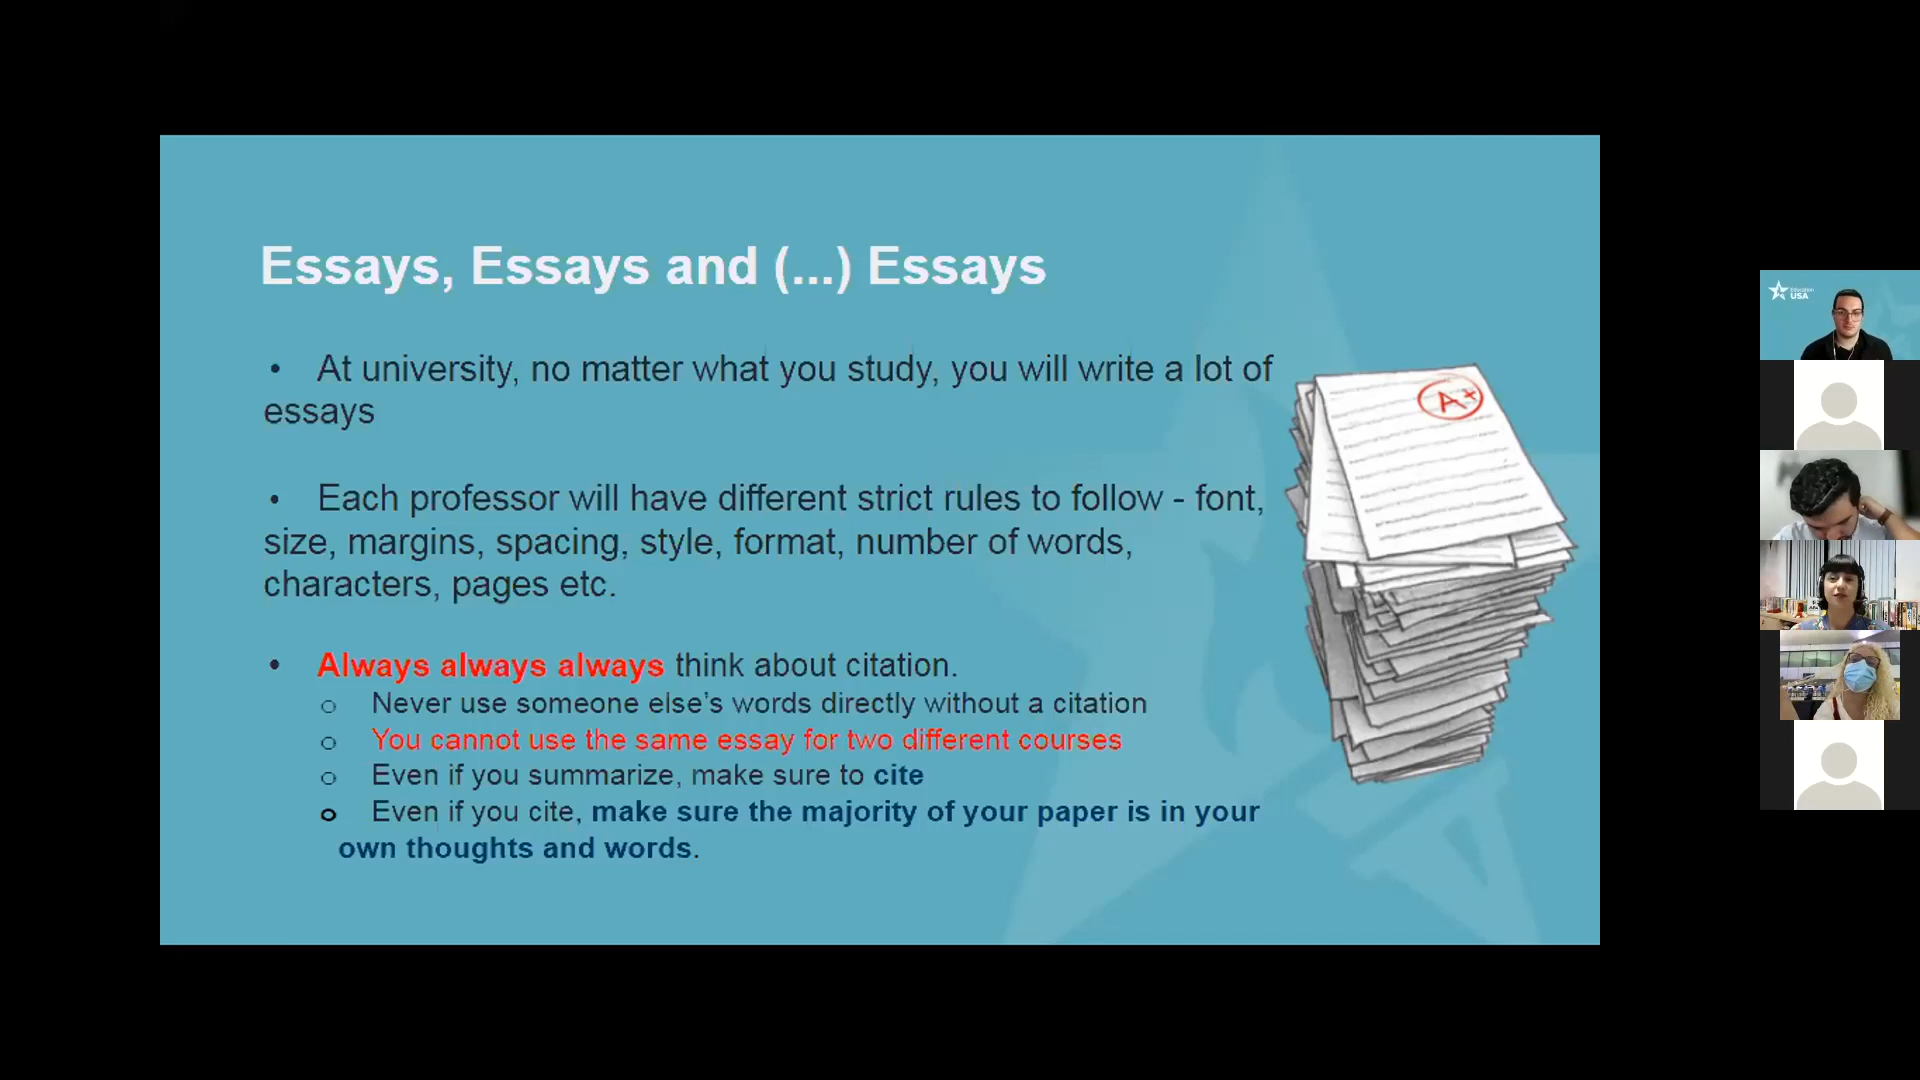 Essays, Essays and (...) Essays
• At university, no matter what you study, you will write a lot of
essays
• Each professor will have different strict rules to follow - font,
size, margins, spacing, style, format, number of words,
characters, pages etc.
• Always always always think about citation.
o Never use someone else’s words directly without a citation
o You cannot use the same essay for two different courses
o Even if you summarize, make sure to cite
o Even if you cite, make sure the majority of your paper is in your
own thoughts and words.
A+
Education
USA